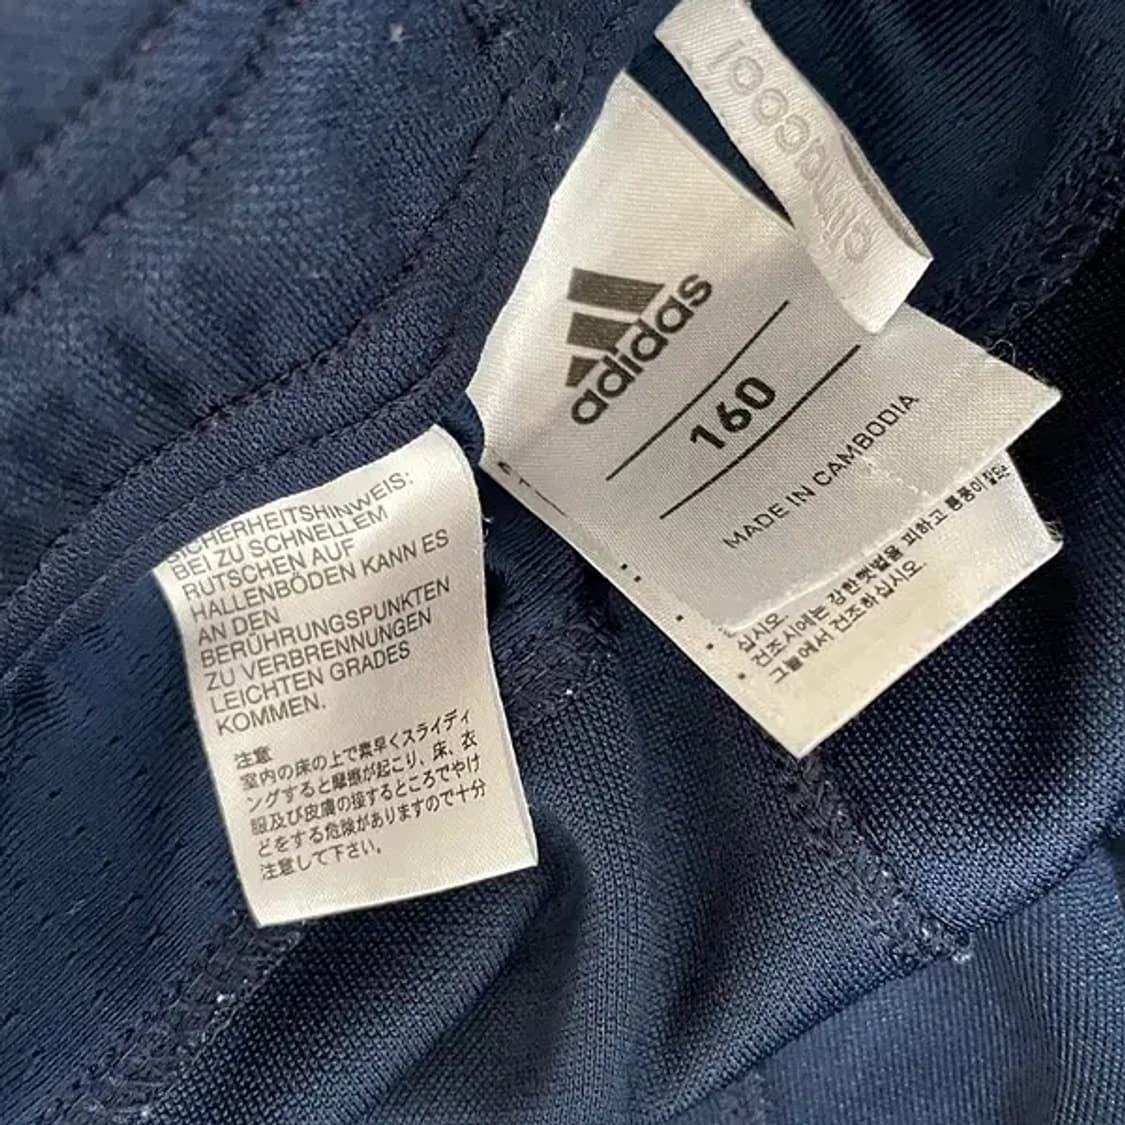 SICHERHEITSHINWEIS:
BEI ZU SCHNELLEM
RUTSCHEN AUF
HALLENBÖDEN KANN ES
AN DEN
BERÜHRUNGSPUNKTEN
ZU VERBRENNUNGEN
LEICHTEN GRADES
KOMMEN.
注意
室内の床の上で素早くスライディ
ングすると摩擦が起こり、床、衣
服及び皮膚の接するところでやけ
どをする危険がありますので十分
注意して下さい。
climacool
adidas
160
MADE IN CAMBODIA
십시오.
건조시에는 강한햇볕을 피하고 통풍이 잘되는
그늘에서 건조하십시오.